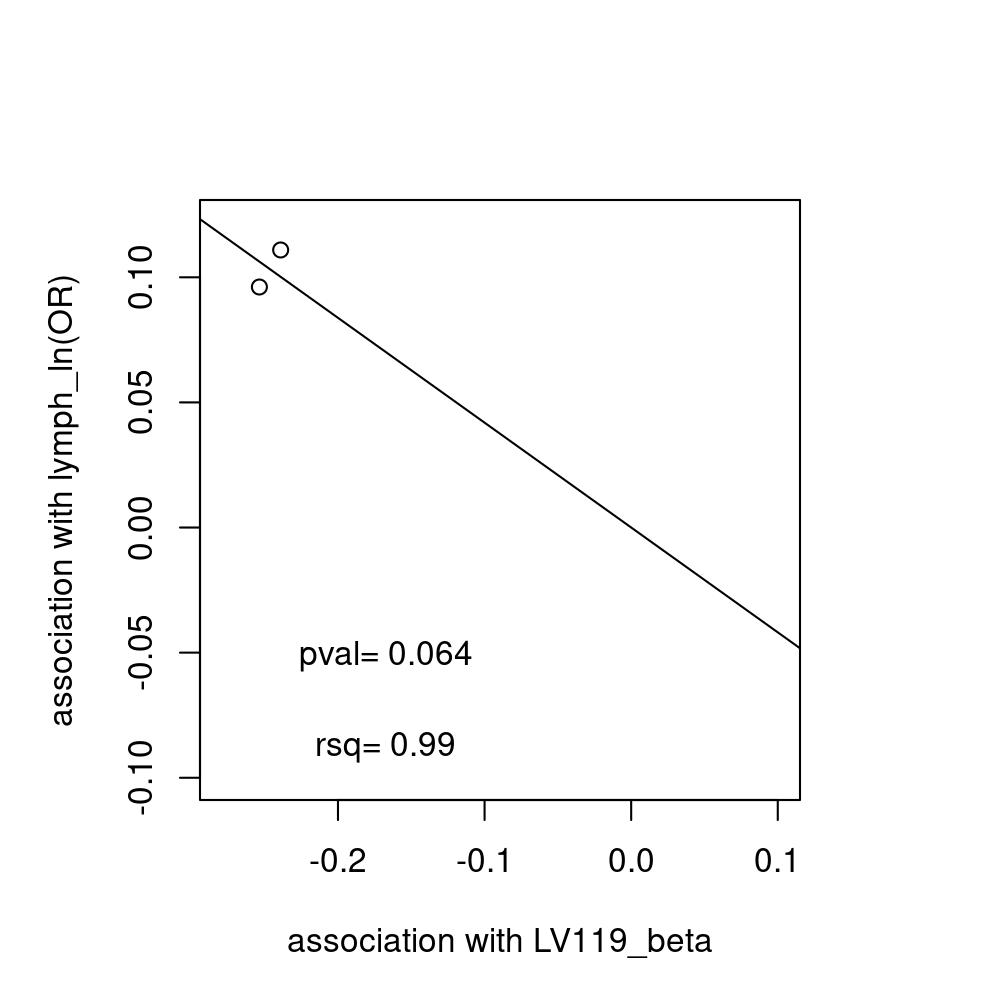 association with lymph_ln(OR)
0.10
0.05
0.00
-0.05
-0.10
pval= 0.064
rsq= 0.99
-0.2 -0.1 0.0 0.1
association with LV119_beta